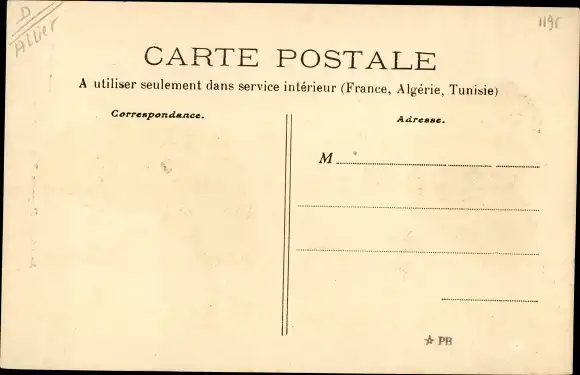 D
Allier
1195
CARTE POSTALE
A utiliser seulement dans service intérieur (France, Algérie, Tunisie)
Correspondance.
Adresse.
M
☆ PB